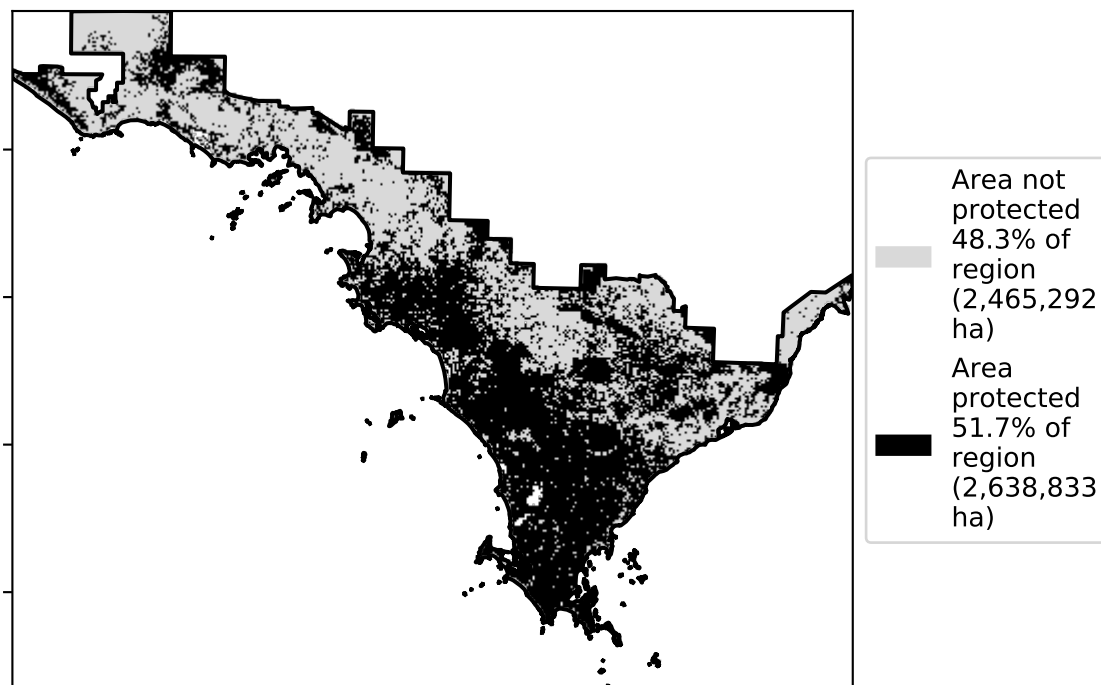 Area not
protected
48.3% of
region
(2,465,292
ha)
Area
protected
51.7% of
region
(2,638,833
ha)